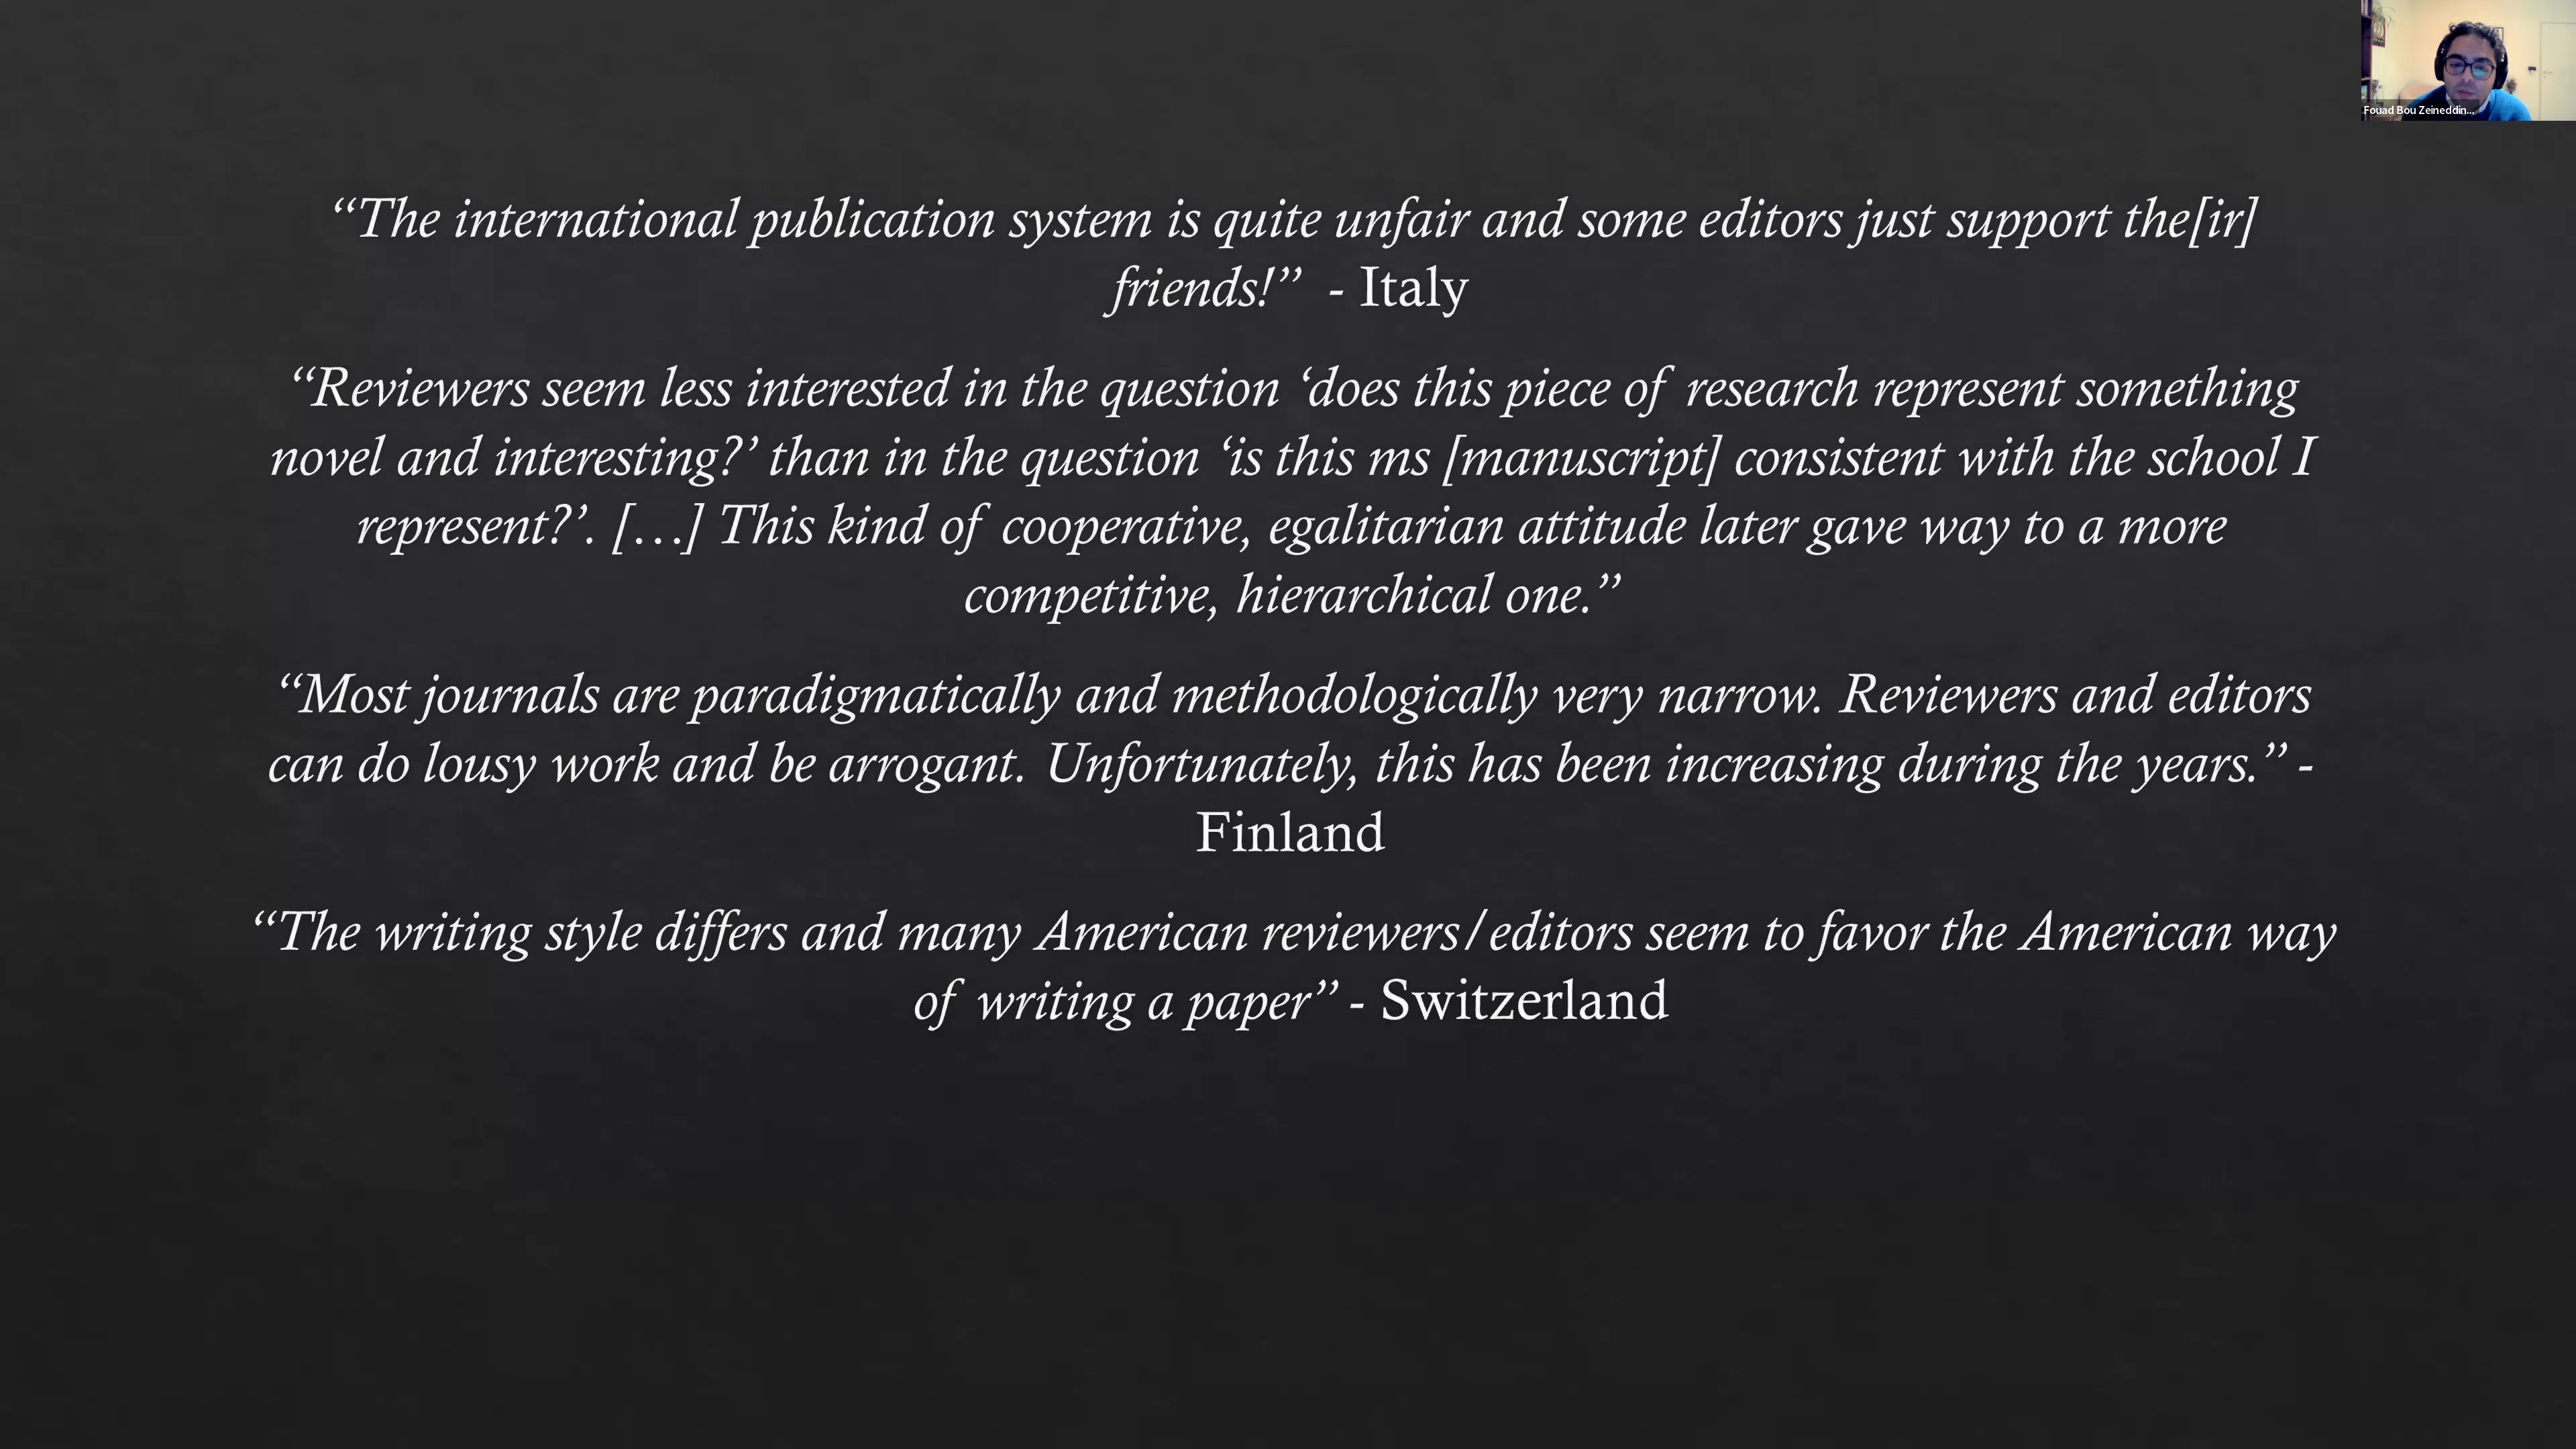 Fouad Bou Zeineddin...
“The international publication system is quite unfair and some editors just support the[ir]
friends!” - Italy
“Reviewers seem less interested in the question ‘does this piece of research represent something
novel and interesting?’ than in the question ‘is this ms [manuscript] consistent with the school I
represent?’. […] This kind of cooperative, egalitarian attitude later gave way to a more
competitive, hierarchical one.”
“Most journals are paradigmatically and methodologically very narrow. Reviewers and editors
can do lousy work and be arrogant. Unfortunately, this has been increasing during the years.” -
Finland
“The writing style differs and many American reviewers/editors seem to favor the American way
of writing a paper” - Switzerland